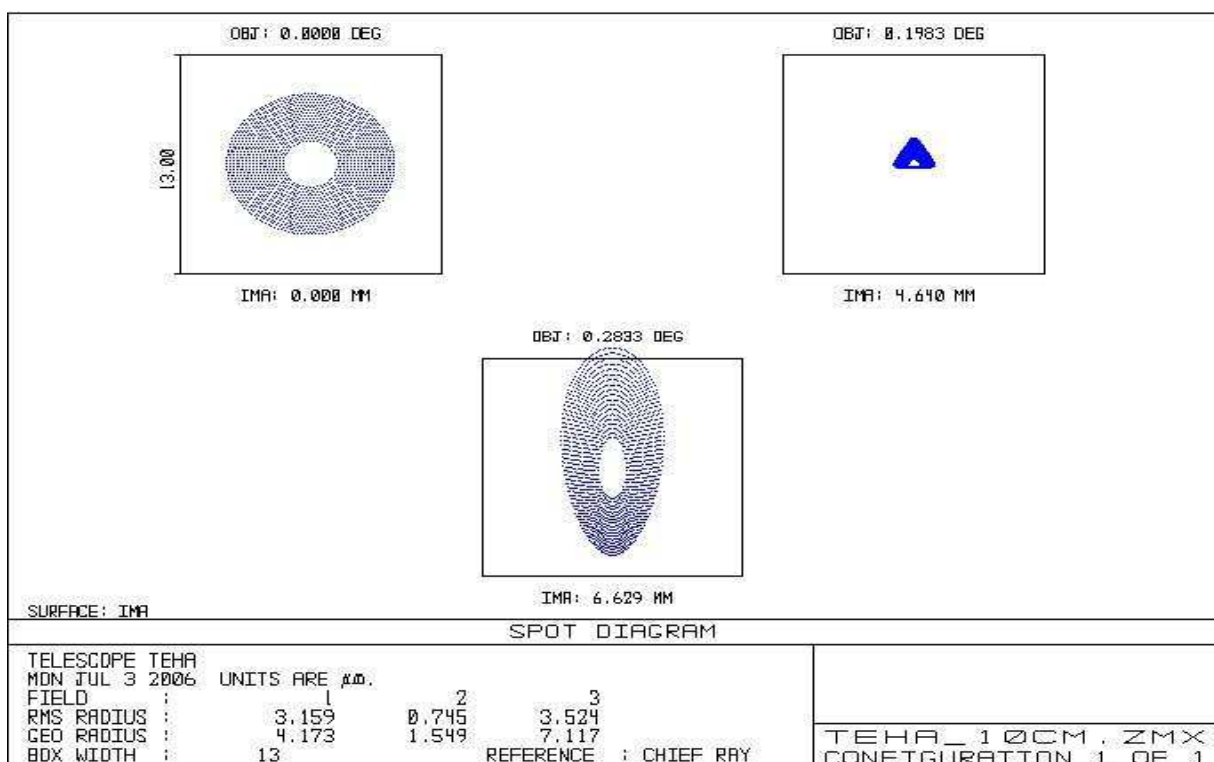 OBJ: 0.0000 DEG
OBJ: 0.1983 DEG
13.00
IMA: 0.000 MM
IMA: 4.640 MM
OBJ: 0.2833 DEG
IMA: 6.629 MM
SURFACE: IMA
SPOT DIAGRAM
TELESCOPE TEHA
MON JUL 3 2006 UNITS ARE µm.
FIELD : 1 2 3
RMS RADIUS : 3.159 0.745 3.524
GEO RADIUS : 4.173 1.549 7.117
BOX WIDTH : 13 REFERENCE : CHIEF RAY
TEHA_10CM.ZMX
CONFIGURATION 1 OF 1